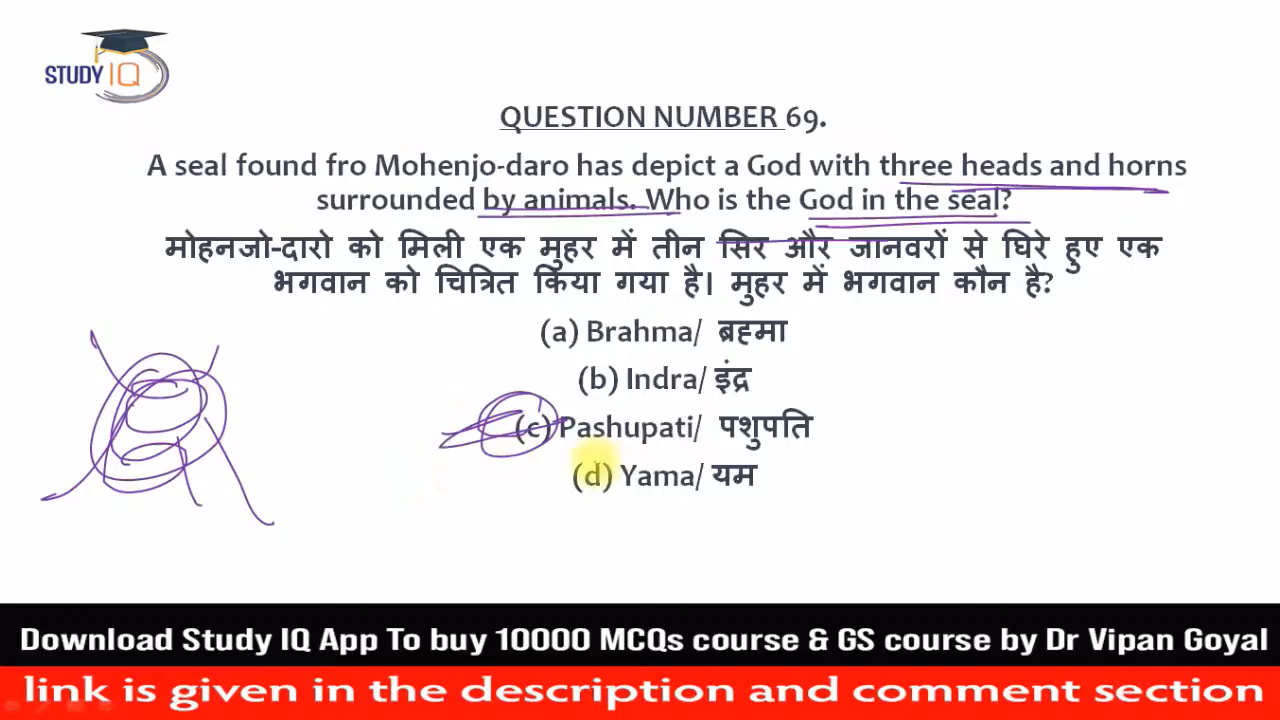 STUDY IQ
QUESTION NUMBER 69.
A seal found fro Mohenjo-daro has depict a God with three heads and horns
surrounded by animals. Who is the God in the seal?
मोहनजो-दारो को मिली एक मुहर में तीन सिर और जानवरों से घिरे हुए एक
भगवान को चित्रित किया गया है। मुहर में भगवान कौन है?
(a) Brahma/ ब्रह्मा
(b) Indra/ इंद्र
(c) Pashupati/ पशुपति
(d) Yama/ यम
Download Study IQ App To buy 10000 MCQs course & GS course by Dr Vipan Goyal
link is given in the description and comment section